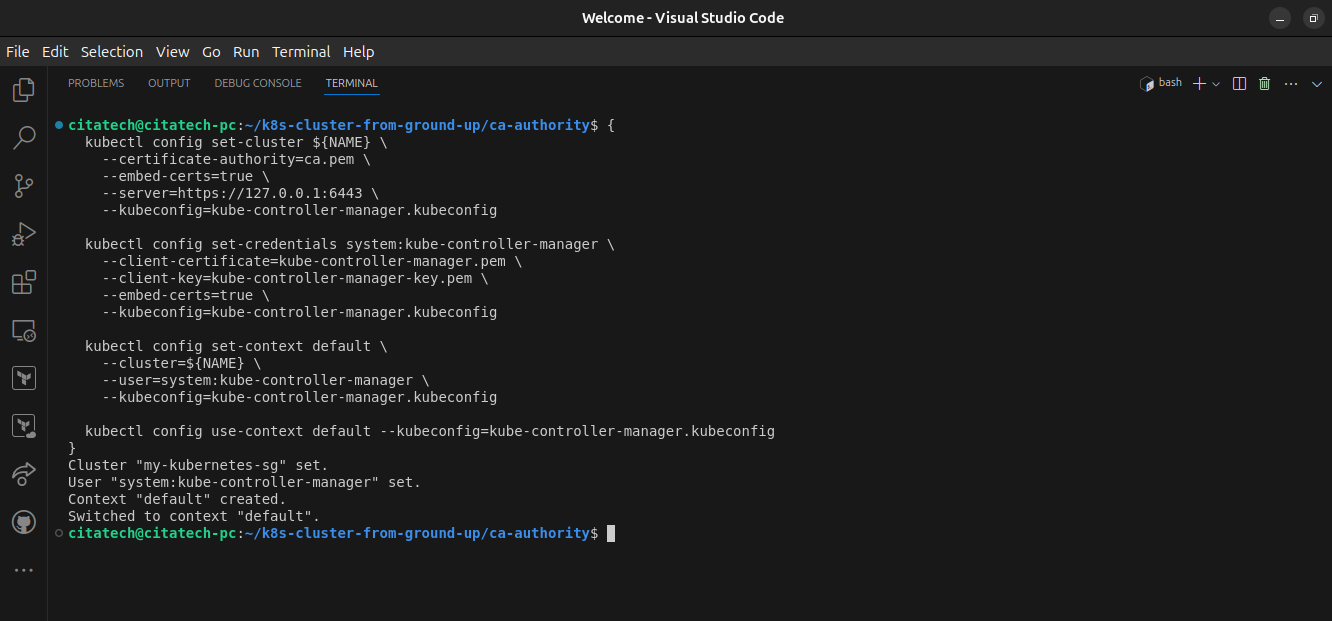 Welcome - Visual Studio Code
File Edit Selection View Go Run Terminal Help
PROBLEMS OUTPUT DEBUG CONSOLE TERMINAL
bash
citatech@citatech-pc:~/k8s-cluster-from-ground-up/ca-authority$ {
  kubectl config set-cluster ${NAME} \
    --certificate-authority=ca.pem \
    --embed-certs=true \
    --server=https://127.0.0.1:6443 \
    --kubeconfig=kube-controller-manager.kubeconfig

  kubectl config set-credentials system:kube-controller-manager \
    --client-certificate=kube-controller-manager.pem \
    --client-key=kube-controller-manager-key.pem \
    --embed-certs=true \
    --kubeconfig=kube-controller-manager.kubeconfig

  kubectl config set-context default \
    --cluster=${NAME} \
    --user=system:kube-controller-manager \
    --kubeconfig=kube-controller-manager.kubeconfig

  kubectl config use-context default --kubeconfig=kube-controller-manager.kubeconfig
}
Cluster "my-kubernetes-sg" set.
User "system:kube-controller-manager" set.
Context "default" created.
Switched to context "default".
citatech@citatech-pc:~/k8s-cluster-from-ground-up/ca-authority$